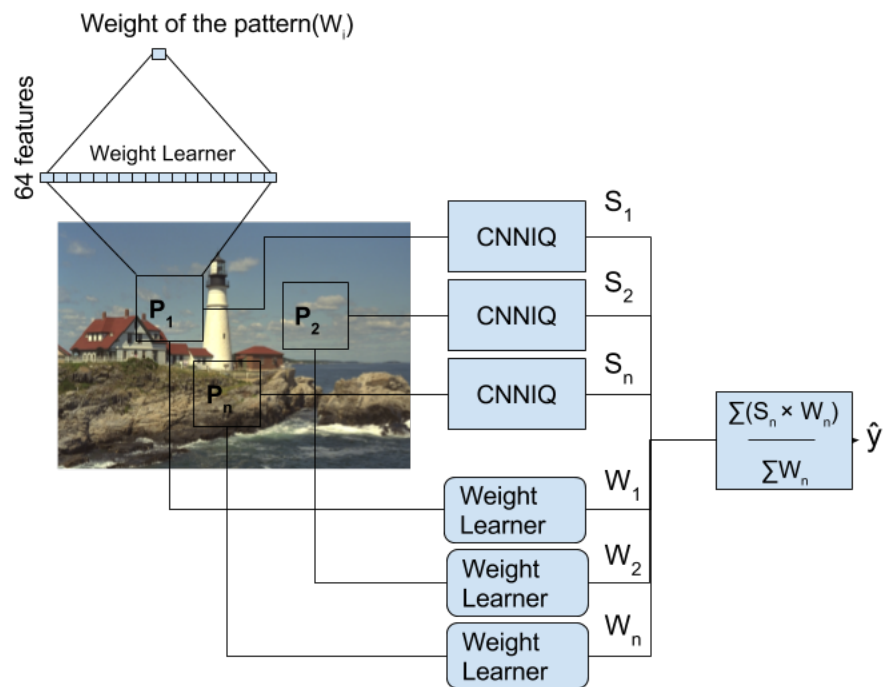 Weight of the pattern(Wᵢ)
64 features
Weight Learner
P₁
P₂
Pₙ
CNNIQ
S₁
CNNIQ
S₂
CNNIQ
Sₙ
Weight
Learner
W₁
Weight
Learner
W₂
Weight
Learner
Wₙ
∑(Sₙ × Wₙ)
∑Wₙ
ŷ